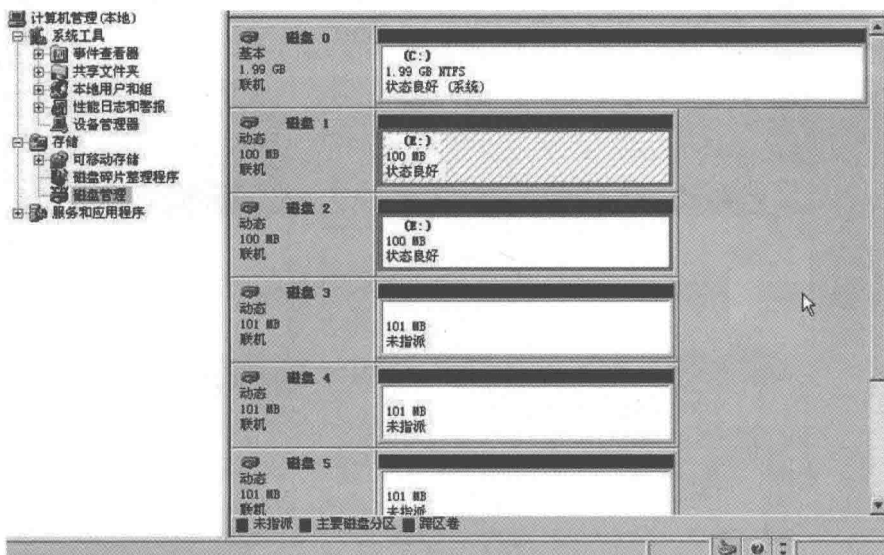 计算机管理(本地)
系统工具
事件查看器
共享文件夹
本地用户和组
性能日志和警报
设备管理器
存储
可移动存储
磁盘碎片整理程序
磁盘管理
服务和应用程序
磁盘 0
基本
1.99 GB
联机
(C:)
1.99 GB NTFS
状态良好 (系统)
磁盘 1
动态
100 MB
联机
(E:)
100 MB
状态良好
磁盘 2
动态
100 MB
联机
(E:)
100 MB
状态良好
磁盘 3
动态
101 MB
联机
101 MB
未指派
磁盘 4
动态
101 MB
联机
101 MB
未指派
磁盘 5
动态
101 MB
联机
101 MB
未指派
未指派 主要磁盘分区 跨区卷